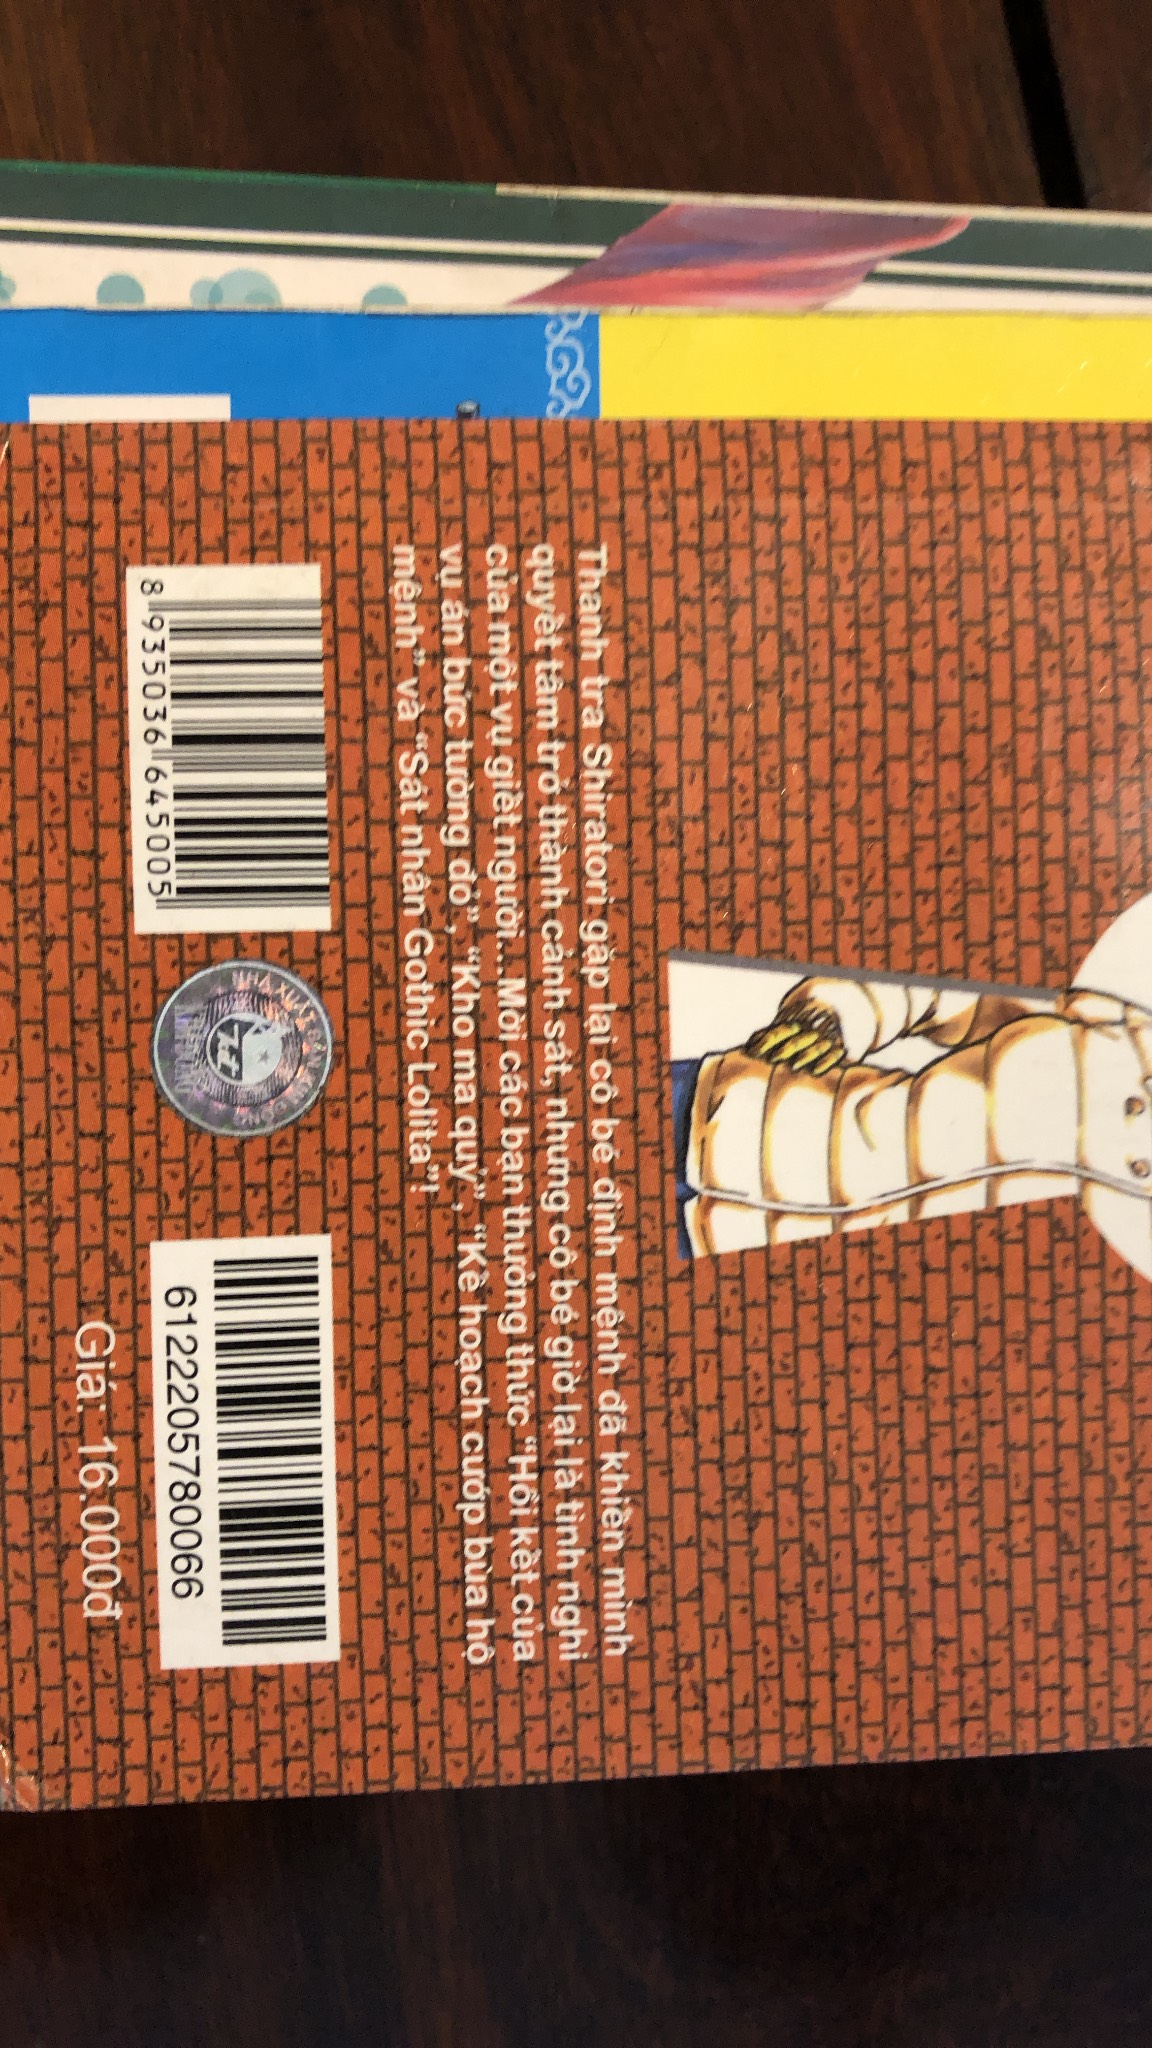 Thanh tra Shiratori gặp lại cô bé định mệnh đã khiến mình
quyết tâm trở thành cảnh sát, nhưng cô bé giờ lại là tình nghi
của một vụ giết người... Mời các bạn thưởng thức “Hồi kết của
vụ án bức tường đỏ”, “Kho ma quỷ”, “Kế hoạch cướp bùa hộ
mệnh” và “Sát nhân Gothic Lolita”!
8 935036 645005
6122205780066
Giá: 16.000đ